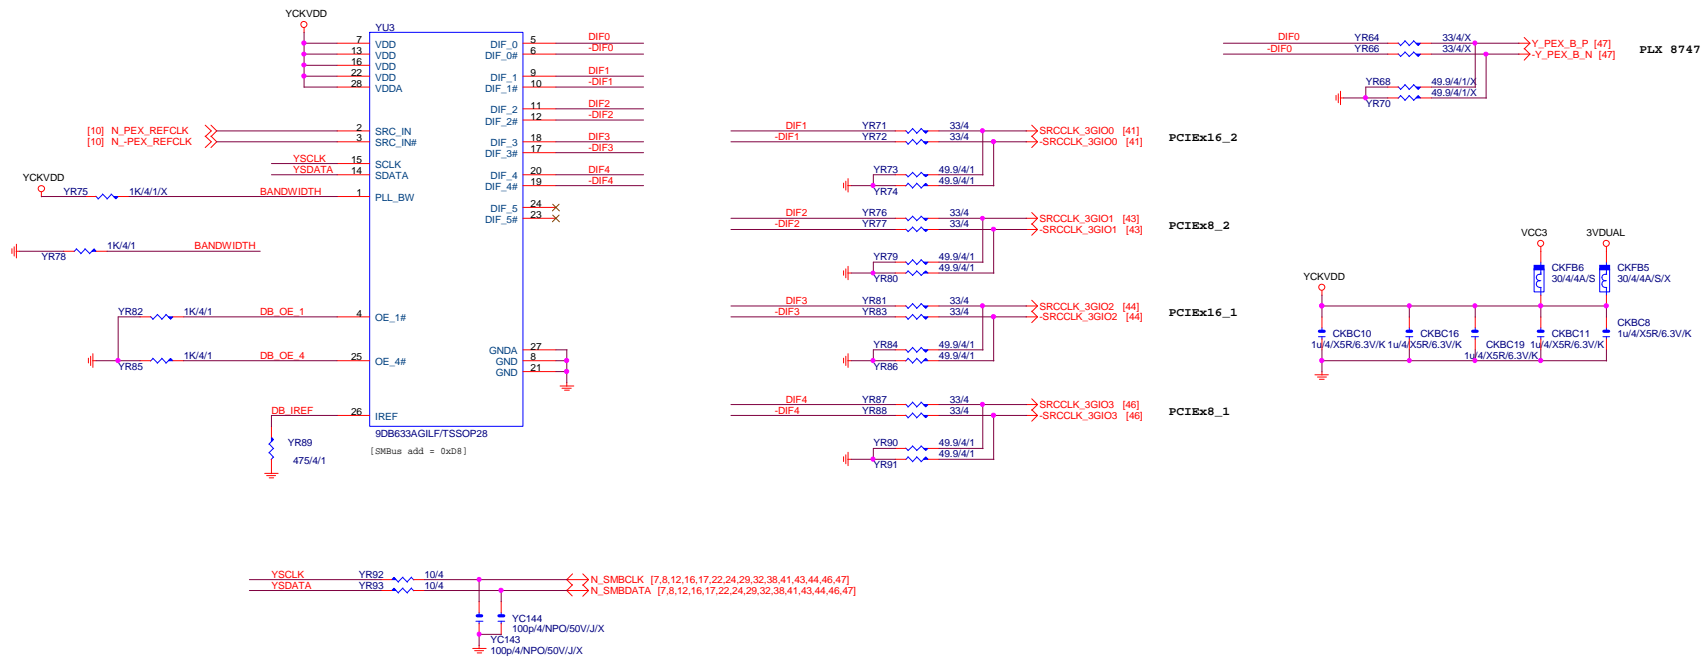 YCKVDD
YU3
7 VDD
13 VDD
16 VDD
22 VDD
28 VDDA
[10] N_PEX_REFCLK 2 SRC_IN
[10] N_-PEX_REFCLK 3 SRC_IN#
YSCLK 15 SCLK
YSDATA 14 SDATA
YCKVDD
YR75 1K/4/1/X BANDWIDTH 1 PLL_BW
1K/4/1 BANDWIDTH
YR78
YR82 1K/4/1 DB_OE_1 4 OE_1#
1K/4/1 DB_OE_4 25 OE_4#
YR85
DB_IREF 26 IREF
YR89
475/4/1
DIF_0 5 DIF0
DIF_0# 6 -DIF0
DIF_1 9 DIF1
DIF_1# 10 -DIF1
DIF_2 11 DIF2
DIF_2# 12 -DIF2
DIF_3 18 DIF3
DIF_3# 17 -DIF3
DIF_4 20 DIF4
DIF_4# 19 -DIF4
DIF_5 24
DIF_5# 23
GNDA 27
GND 8
GND 21
9DB633AGILF/TSSOP28
[SMBus add = 0xD8]
DIF0 YR64 33/4/X Y_PEX_B_P [47]
-DIF0 YR66 33/4/X -Y_PEX_B_N [47]
PLX 8747
YR68 49.9/4/1/X
YR70 49.9/4/1/X
DIF1 YR71 33/4 SRCCLK_3GIO0 [41]
-DIF1 YR72 33/4 -SRCCLK_3GIO0 [41]
PCIEx16_2
YR73 49.9/4/1
YR74 49.9/4/1
DIF2 YR76 33/4 SRCCLK_3GIO1 [43]
-DIF2 YR77 33/4 -SRCCLK_3GIO1 [43]
PCIEx8_2
YR79 49.9/4/1
YR80 49.9/4/1
DIF3 YR81 33/4 SRCCLK_3GIO2 [44]
-DIF3 YR83 33/4 -SRCCLK_3GIO2 [44]
PCIEx16_1
YR84 49.9/4/1
YR86 49.9/4/1
DIF4 YR87 33/4 SRCCLK_3GIO3 [46]
-DIF4 YR88 33/4 -SRCCLK_3GIO3 [46]
PCIEx8_1
YR90 49.9/4/1
YR91 49.9/4/1
VCC3 3VDUAL
CKFB6 CKFB5
30/4/4A/S 30/4/4A/S/X
YCKVDD
CKBC10 CKBC16 CKBC11 CKBC8
1u/4/X5R/6.3V/K 1u/4/X5R/6.3V/K 1u/4/X5R/6.3V/K 1u/4/X5R/6.3V/K
CKBC19
1u/4/X5R/6.3V/K
YSCLK YR92 10/4 N_SMBCLK [7,8,12,16,17,22,24,29,32,38,41,43,44,46,47]
YSDATA YR93 10/4 N_SMBDATA [7,8,12,16,17,22,24,29,32,38,41,43,44,46,47]
YC144
100p/4/NPO/50V/J/X
YC143
100p/4/NPO/50V/J/X